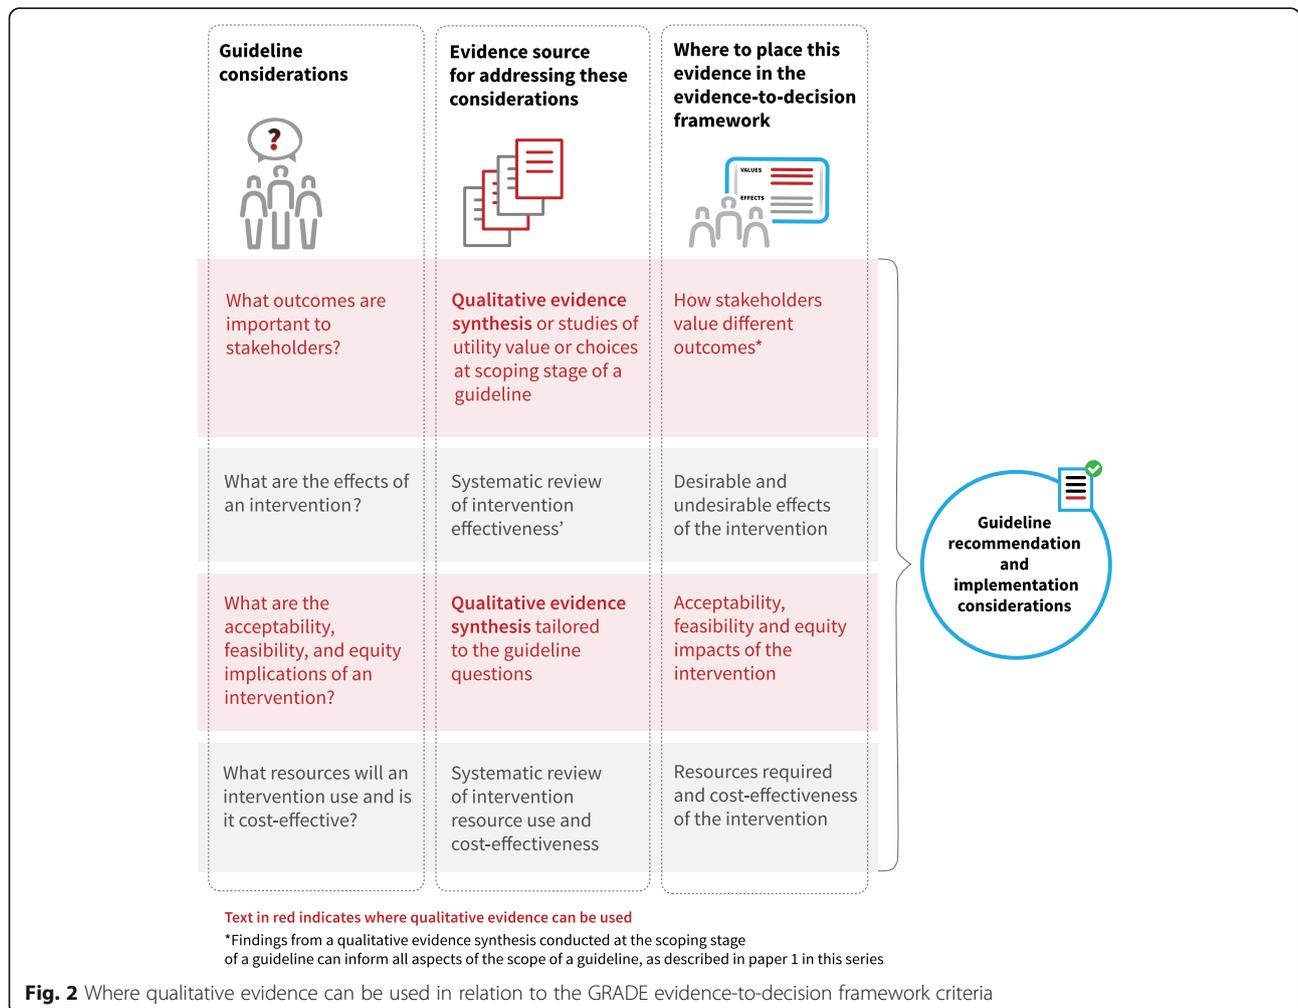 Guideline
considerations
Evidence source
for addressing these
considerations
Where to place this
evidence in the
evidence-to-decision
framework
?
VALUES
EFFECTS
What outcomes are
important to
stakeholders?
Qualitative evidence
synthesis or studies of
utility value or choices
at scoping stage of a
guideline
How stakeholders
value different
outcomes*
What are the effects of
an intervention?
Systematic review
of intervention
effectiveness’
Desirable and
undesirable effects
of the intervention
What are the
acceptability,
feasibility, and equity
implications of an
intervention?
Qualitative evidence
synthesis tailored
to the guideline
questions
Acceptability,
feasibility and equity
impacts of the
intervention
What resources will an
intervention use and is
it cost-effective?
Systematic review
of intervention
resource use and
cost-effectiveness
Resources required
and cost-effectiveness
of the intervention
Guideline
recommendation
and
implementation
considerations
Text in red indicates where qualitative evidence can be used
*Findings from a qualitative evidence synthesis conducted at the scoping stage
of a guideline can inform all aspects of the scope of a guideline, as described in paper 1 in this series
Fig. 2 Where qualitative evidence can be used in relation to the GRADE evidence-to-decision framework criteria